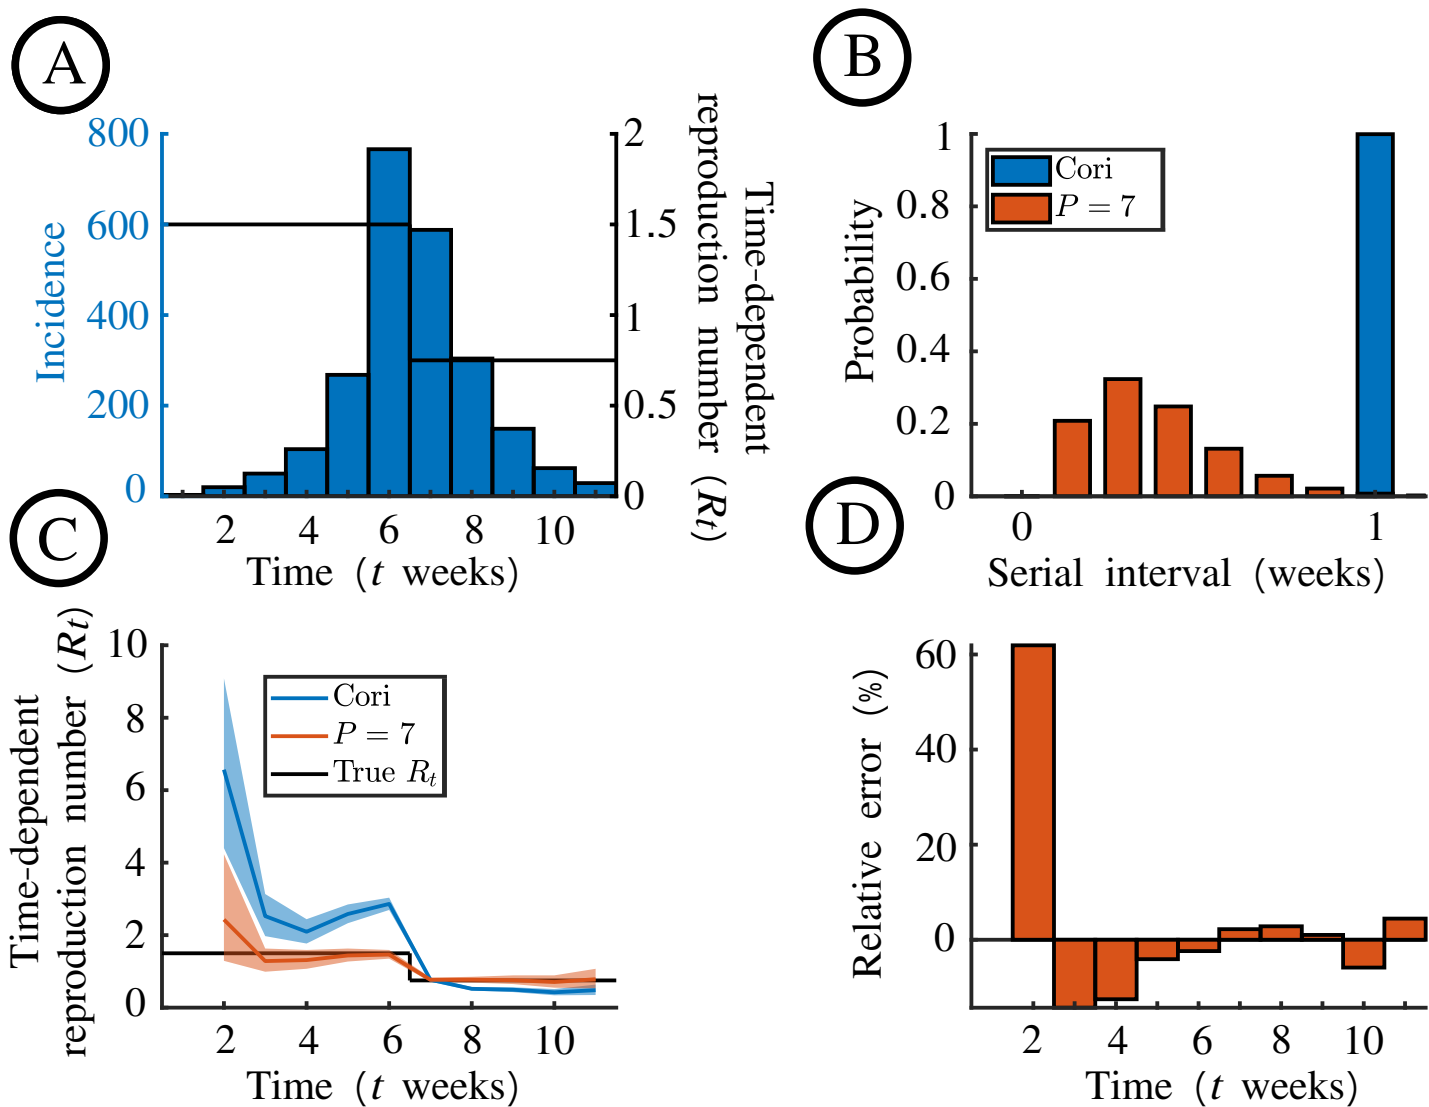 A
800
600
400
200
0
Incidence
2
1.5
1
0.5
0
Time-dependent
reproduction number (Rt)
2 4 6 8 10
Time (t weeks)
B
1
0.8
0.6
0.4
0.2
0
Probability
Cori
P = 7
0 1
Serial interval (weeks)
C
10
8
6
4
2
0
Time-dependent
reproduction number (Rt)
Cori
P = 7
True Rt
2 4 6 8 10
Time (t weeks)
D
60
40
20
0
Relative error (%)
2 4 6 8 10
Time (t weeks)